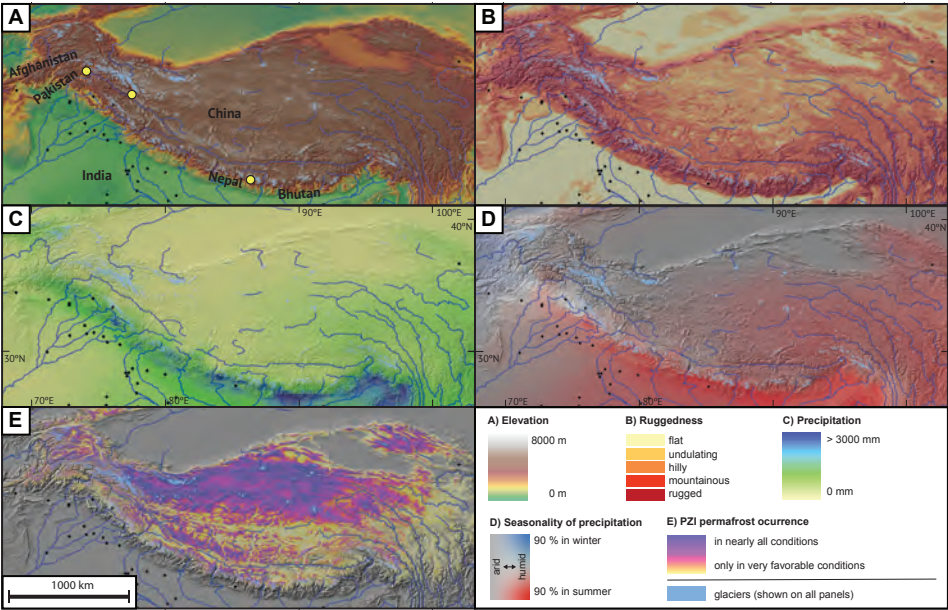 A
B
Afghanistan
Pakistan
China
India
Nepal
Bhutan
90°E
100°E
40°N
C
D
90°E
100°E
40°N
30°N
30°N
70°E
80°E
70°E
80°E
E
1000 km
A) Elevation
8000 m
0 m
B) Ruggedness
flat
undulating
hilly
mountainous
rugged
C) Precipitation
> 3000 mm
0 mm
D) Seasonality of precipitation
90 % in winter
arid
humid
90 % in summer
E) PZI permafrost ocurrence
in nearly all conditions
only in very favorable conditions
glaciers (shown on all panels)